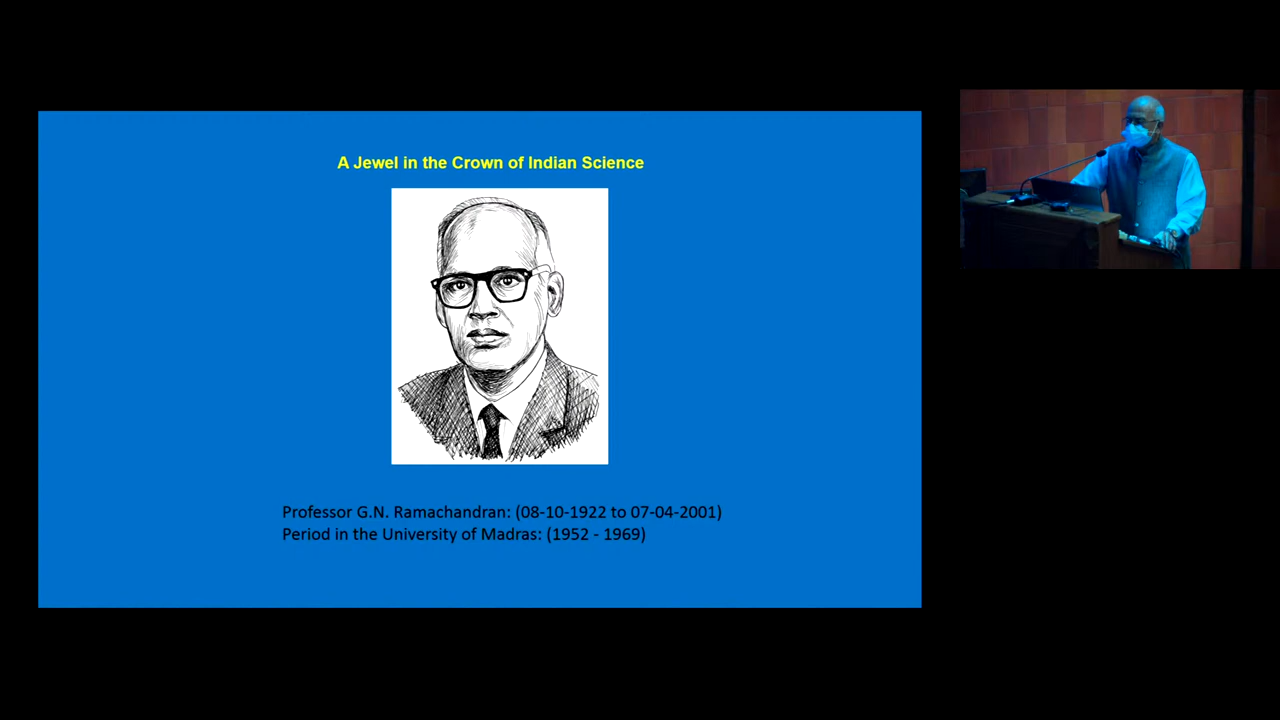 A Jewel in the Crown of Indian Science
Professor G.N. Ramachandran: (08-10-1922 to 07-04-2001)
Period in the University of Madras: (1952 - 1969)